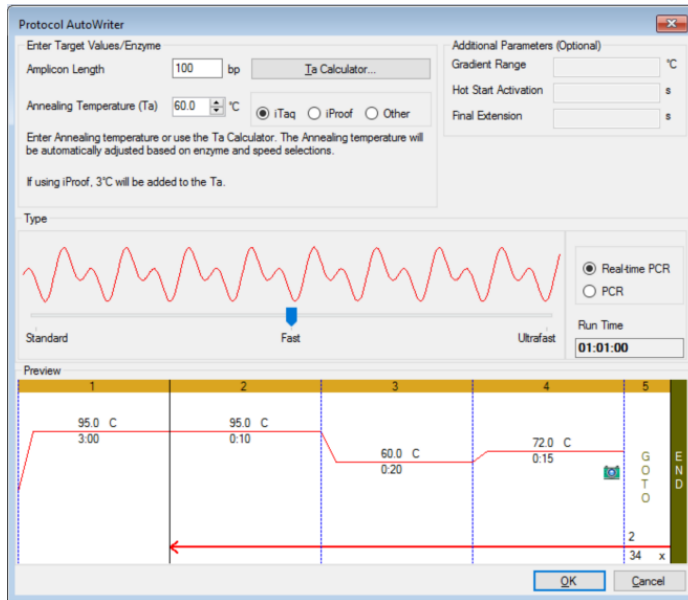 Protocol AutoWriter
Enter Target Values/Enzyme
Amplicon Length 100 bp Ta Calculator...
Annealing Temperature (Ta) 60.0 °C iTaq iProof Other
Enter Annealing temperature or use the Ta Calculator. The Annealing temperature will
be automatically adjusted based on enzyme and speed selections.
If using iProof, 3°C will be added to the Ta.
Additional Parameters (Optional)
Gradient Range °C
Hot Start Activation s
Final Extension s
Type
Standard Fast Ultrafast
Real-time PCR
PCR
Run Time
01:01:00
Preview
1 2 3 4 5
95.0 C
3:00
95.0 C
0:10
60.0 C
0:20
72.0 C
0:15
GOTO
2
34 x
END
OK Cancel